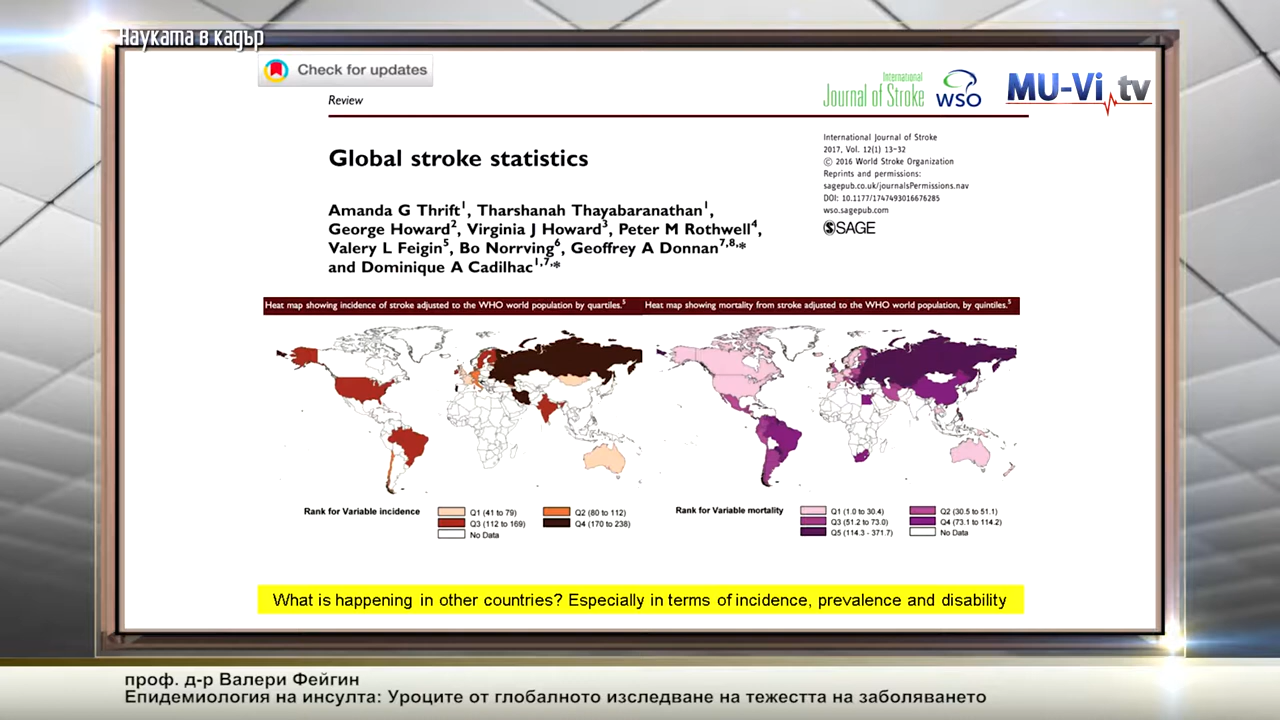 Науката в кадър
Check for updates
Review
International
Journal of Stroke
WSO
MU-Vi.tv
Global stroke statistics
International Journal of Stroke
2017, Vol. 12(1) 13–32
© 2016 World Stroke Organization
Reprints and permissions:
sagepub.co.uk/journalsPermissions.nav
DOI: 10.1177/1747493016676285
wso.sagepub.com
SAGE
Amanda G Thrift1, Tharshanah Thayabaranathan1,
George Howard2, Virginia J Howard3, Peter M Rothwell4,
Valery L Feigin5, Bo Norrving6, Geoffrey A Donnan7,8,*
and Dominique A Cadilhac1,7,*
Heat map showing incidence of stroke adjusted to the WHO world population by quartiles.5
Heat map showing mortality from stroke adjusted to the WHO world population, by quintiles.5
Rank for Variable incidence
Q1 (41 to 79)
Q2 (80 to 112)
Q3 (112 to 169)
Q4 (170 to 238)
No Data
Rank for Variable mortality
Q1 (1.0 to 30.4)
Q2 (30.5 to 51.1)
Q3 (51.2 to 73.0)
Q4 (73.1 to 114.2)
Q5 (114.3 - 371.7)
No Data
What is happening in other countries? Especially in terms of incidence, prevalence and disability
проф. д-р Валери Фейгин
Епидемиология на инсулта: Уроците от глобалното изследване на тежестта на заболяването